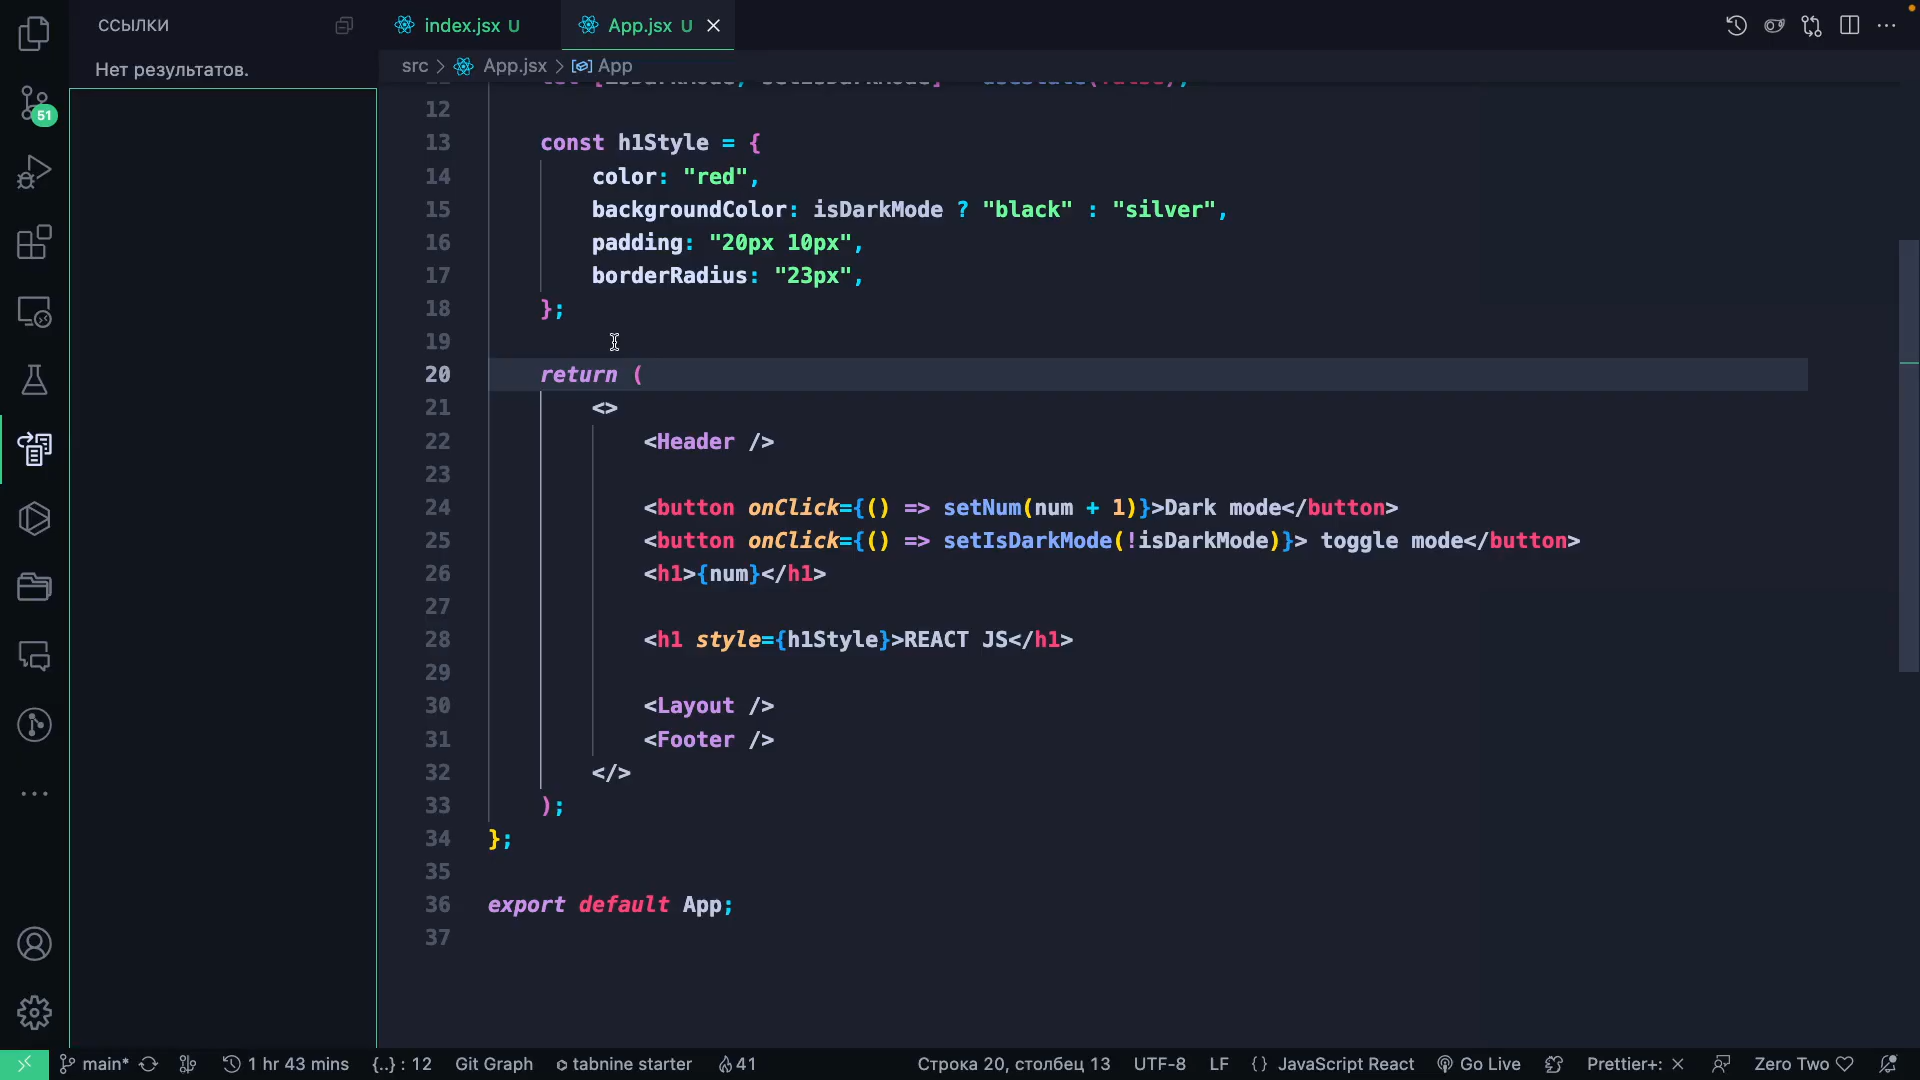 ССЫЛКИ
Нет результатов.
index.jsx U
App.jsx U
src > App.jsx > App
12
13 const h1Style = {
14 color: "red",
15 backgroundColor: isDarkMode ? "black" : "silver",
16 padding: "20px 10px",
17 borderRadius: "23px",
18 };
19
20 return (
21 <>
22 <Header />
23
24 <button onClick={() => setNum(num + 1)}>Dark mode</button>
25 <button onClick={() => setIsDarkMode(!isDarkMode)}> toggle mode</button>
26 <h1>{num}</h1>
27
28 <h1 style={h1Style}>REACT JS</h1>
29
30 <Layout />
31 <Footer />
32 </>
33 );
34 };
35
36 export default App;
37
51
main* 1 hr 43 mins {..} : 12 Git Graph tabnine starter 41 Строка 20, столбец 13 UTF-8 LF {} JavaScript React Go Live Prettier+: × Zero Two ♡